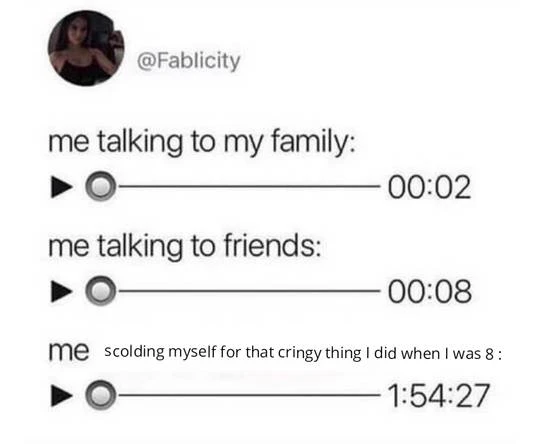 @Fablicity
me talking to my family:
00:02
me talking to friends:
00:08
me scolding myself for that cringy thing I did when I was 8 :
1:54:27